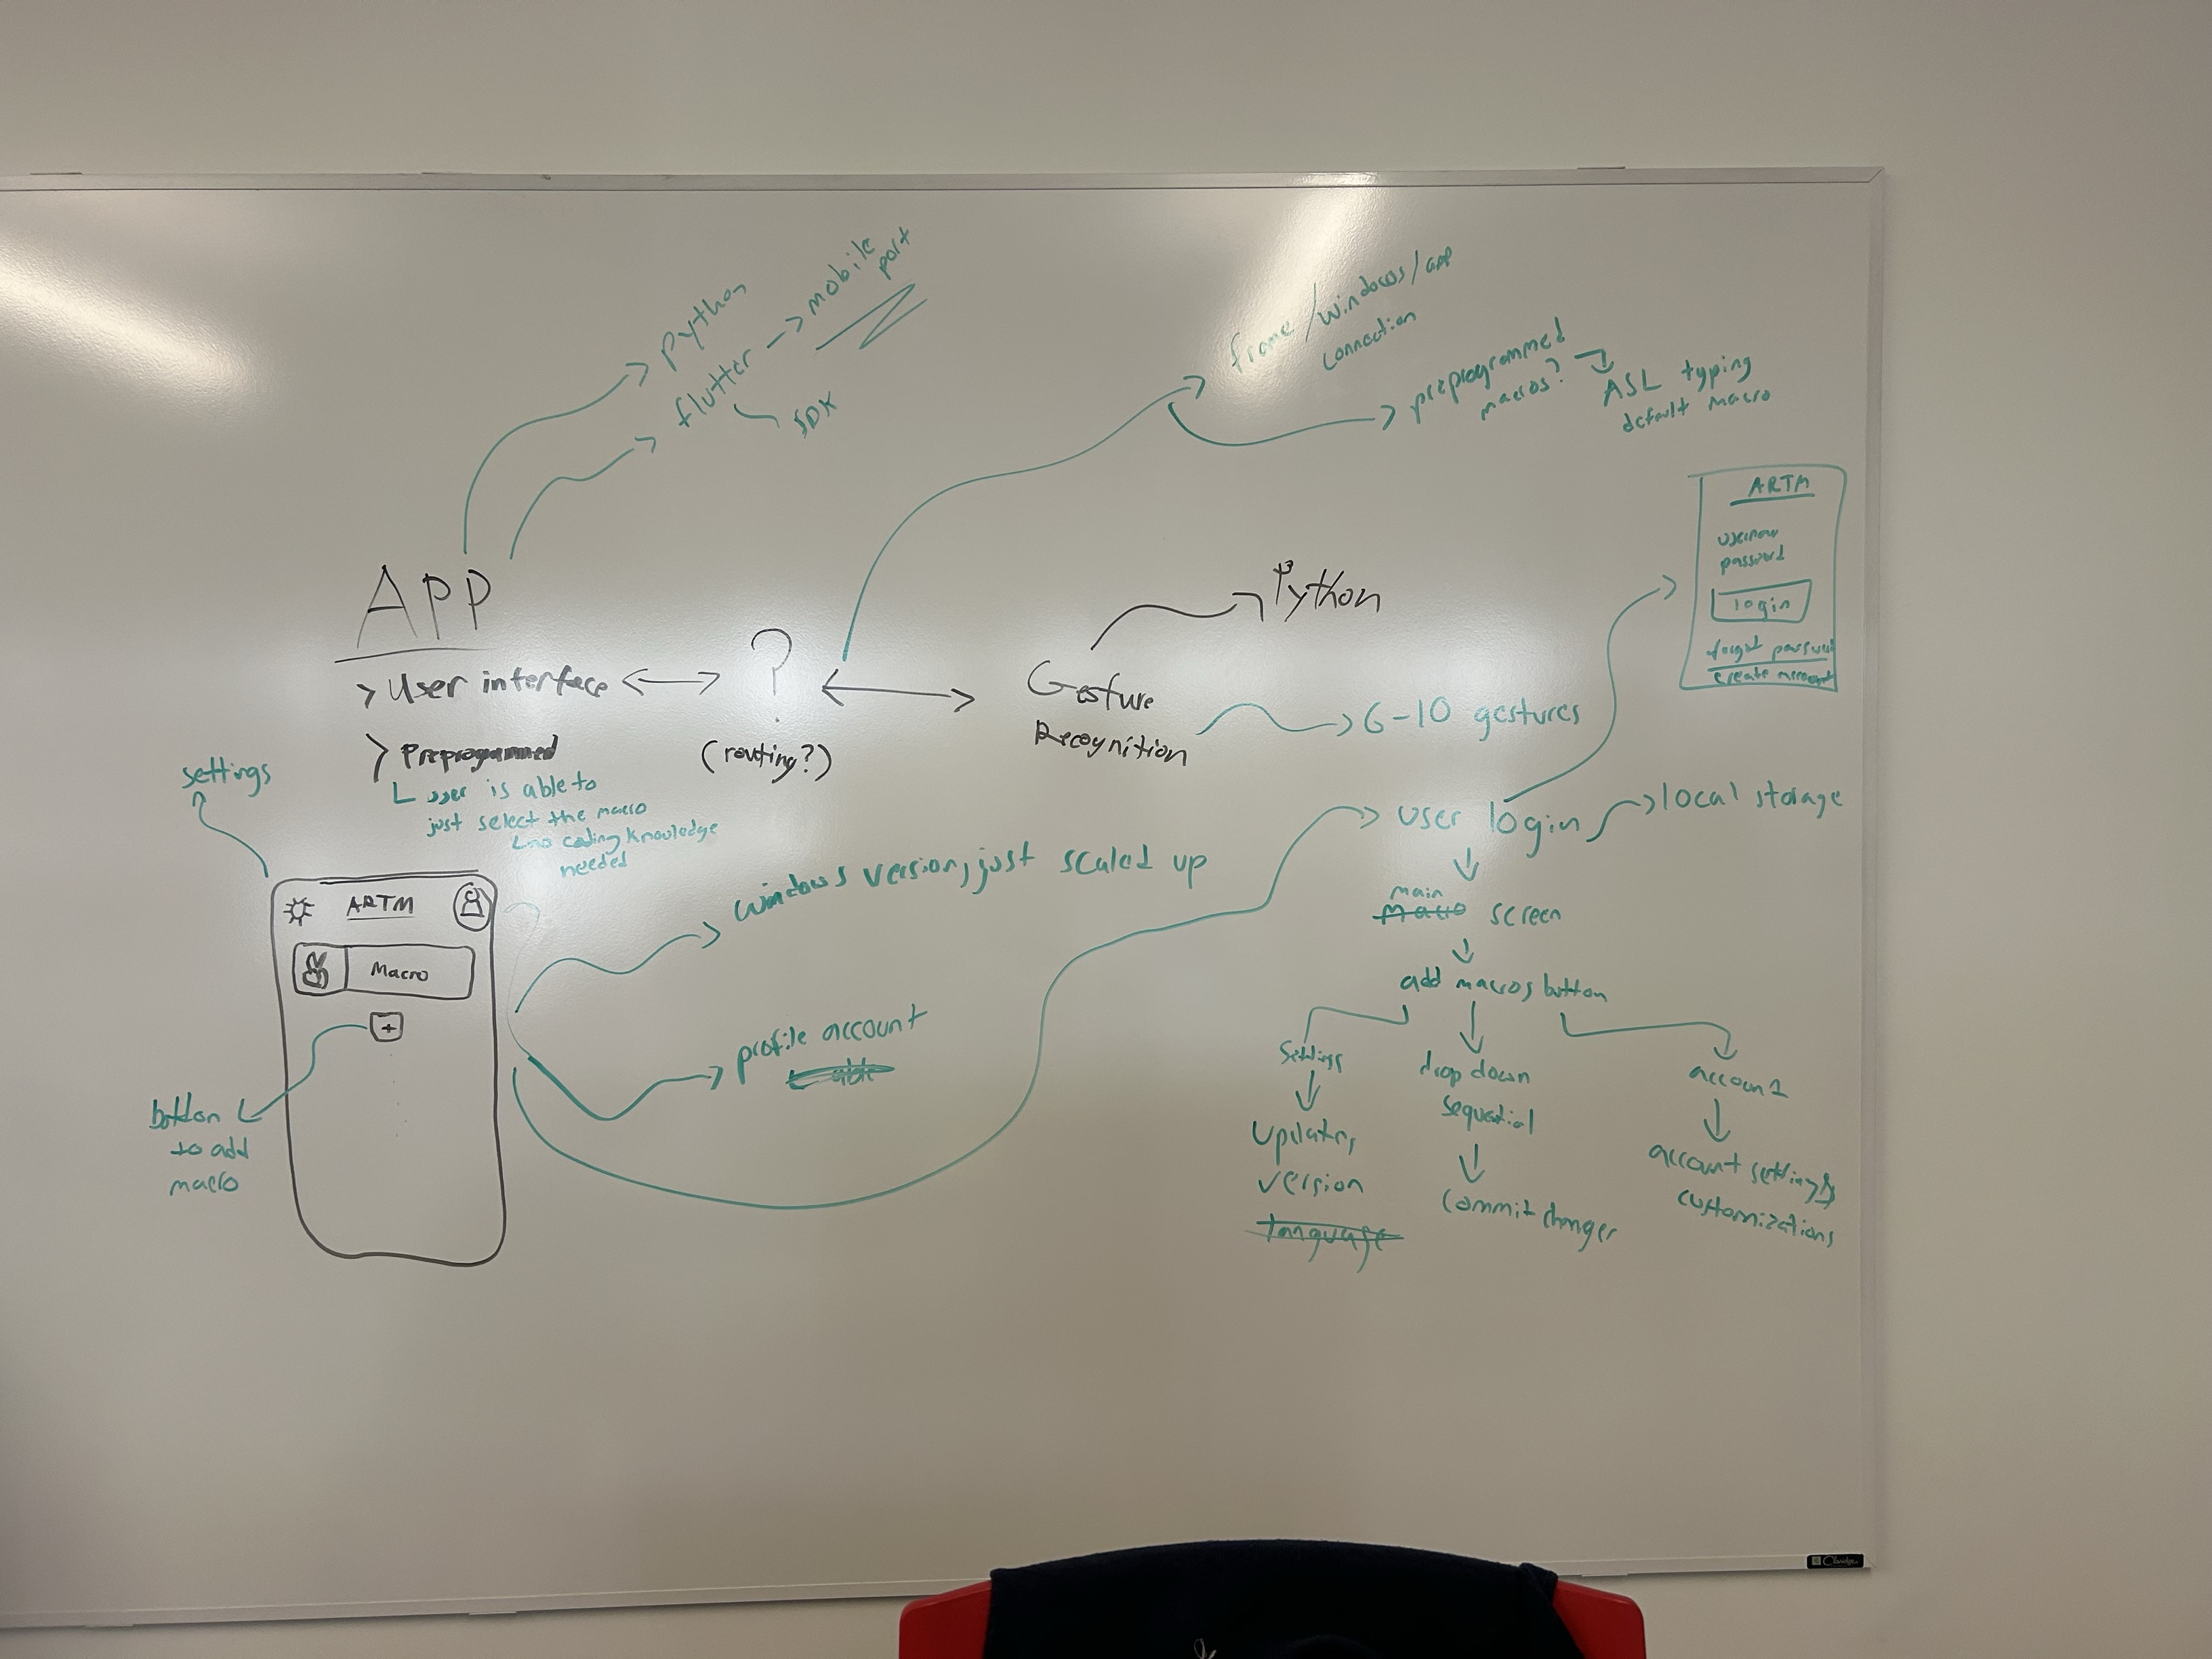 Python
flutter → mobile
port
SDK
frame/windows/app
connection
preprogrammed
macros?
ASL typing
default macro
APP
> User interface
?
(routing?)
Gesture
Recognition
Python
6-10 gestures
> Preprogrammed
user is able to
just select the macro
no coding knowledge
needed
settings
ARTM
Macro
+
button
to add
macro
windows version, just scaled up
profile account
user login
local storage
ARTM
password
login
forgot password
create account
main
Macro screen
add macros button
Settings
version
language
drop down
commit changes
account
account settings
customizations
Claridge